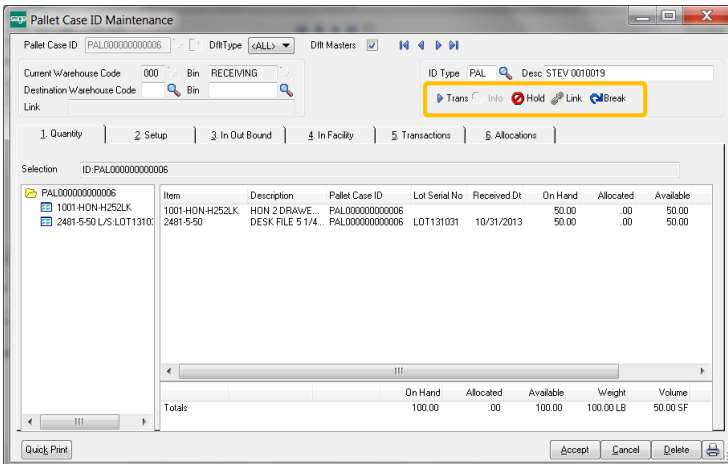 sage Pallet Case ID Maintenance
Pallet Case ID PAL000000000006 DfltType <ALL> Dflt Masters
Current Warehouse Code 000 Bin RECEIVING ID Type PAL Desc STEV 0010019
Destination Warehouse Code Bin Trans Info Hold Link Break
Link
1. Quantity 2. Setup 3. In Out Bound 4. In Facility 5. Transactions 6. Allocations
Selection ID:PAL000000000006
PAL000000000006 Item Description Pallet Case ID Lot Serial No Received Dt On Hand Allocated Available
1001-HON-H252LK 1001-HON-H252LK HON 2 DRAWE... PAL000000000006 50.00 .00 50.00
2481-5-50 L/S:LOT1310: 2481-5-50 DESK FILE 5 1/4... PAL000000000006 LOT131031 10/31/2013 50.00 .00 50.00
On Hand Allocated Available Weight Volume
Totals 100.00 .00 100.00 100.00 LB 50.00 SF
Quick Print Accept Cancel Delete